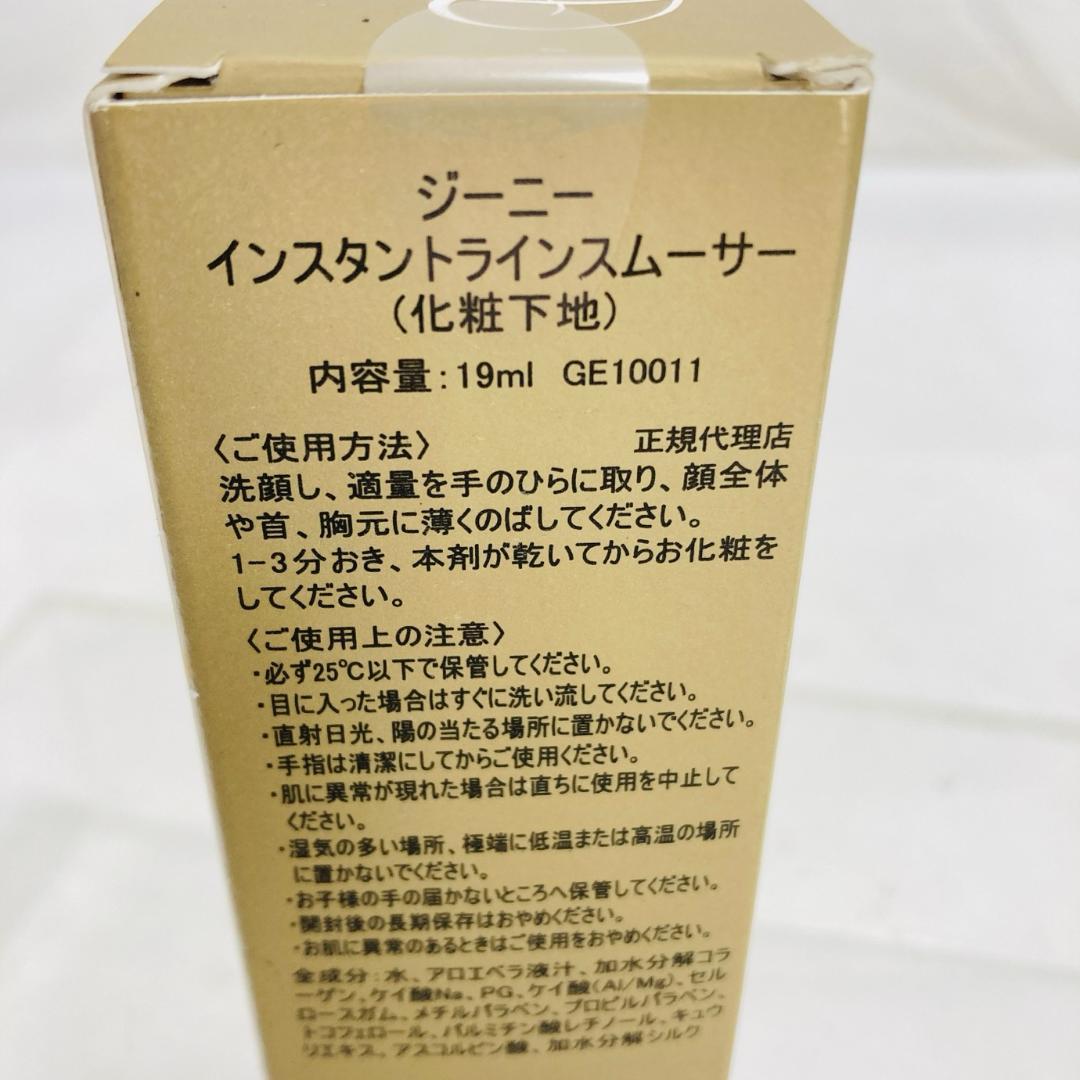 ジーニー
インスタントラインスムーサー
(化粧下地)
内容量:19ml GE10011
〈ご使用方法〉 正規代理店
洗顔し、適量を手のひらに取り、顔全体
や首、胸元に薄くのばしてください。
1-3分おき、本剤が乾いてからお化粧を
してください。
〈ご使用上の注意〉
・必ず25℃以下で保管してください。
・目に入った場合はすぐに洗い流してください。
・直射日光、陽の当たる場所に置かないでください。
・手指は清潔にしてからご使用ください。
・肌に異常が現れた場合は直ちに使用を中止して
ください。
・湿気の多い場所、極端に低温または高温の場所
に置かないでください。
・お子様の手の届かないところへ保管してください。
・開封後の長期保存はおやめください。
・お肌に異常のあるときはご使用をおやめください。
全成分:水、アロエベラ液汁、加水分解コラ
ーゲン、ケイ酸Na、PG、ケイ酸(Al/Mg)、セル
ロースガム、メチルパラベン、プロピルパラベン、
トコフェロール、パルミチン酸レチノール、キュウ
リエキス、アスコルビン酸、加水分解シルク